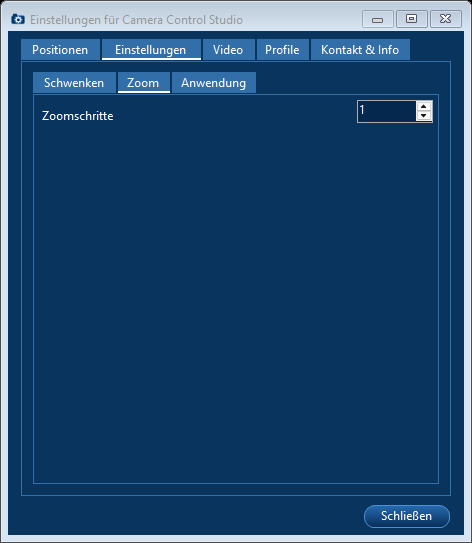 Einstellungen für Camera Control Studio
Positionen Einstellungen Video Profile Kontakt & Info
Schwenken Zoom Anwendung
Zoomschritte 1
Schließen